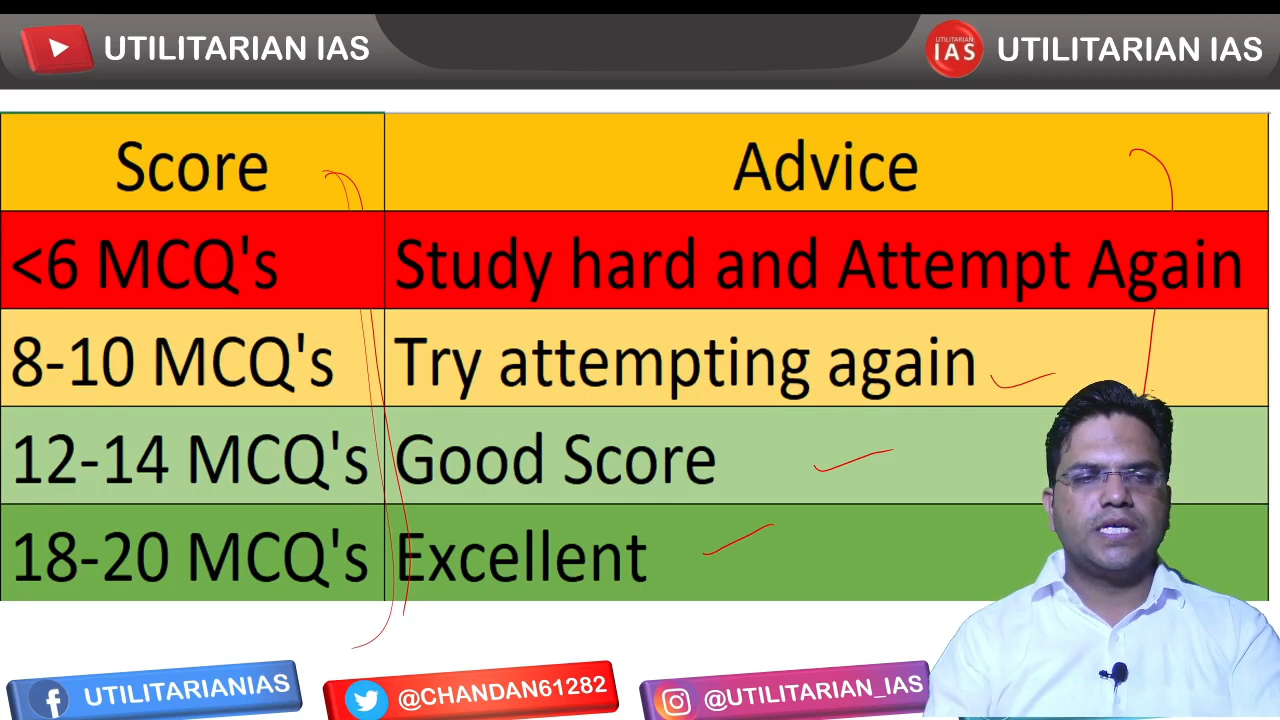 UTILITARIAN IAS
UTILITARIAN IAS UTILITARIAN IAS
Score Advice
<6 MCQ's Study hard and Attempt Again
8-10 MCQ's Try attempting again
12-14 MCQ's Good Score
18-20 MCQ's Excellent
UTILITARIANIAS @CHANDAN61282 @UTILITARIAN_IAS